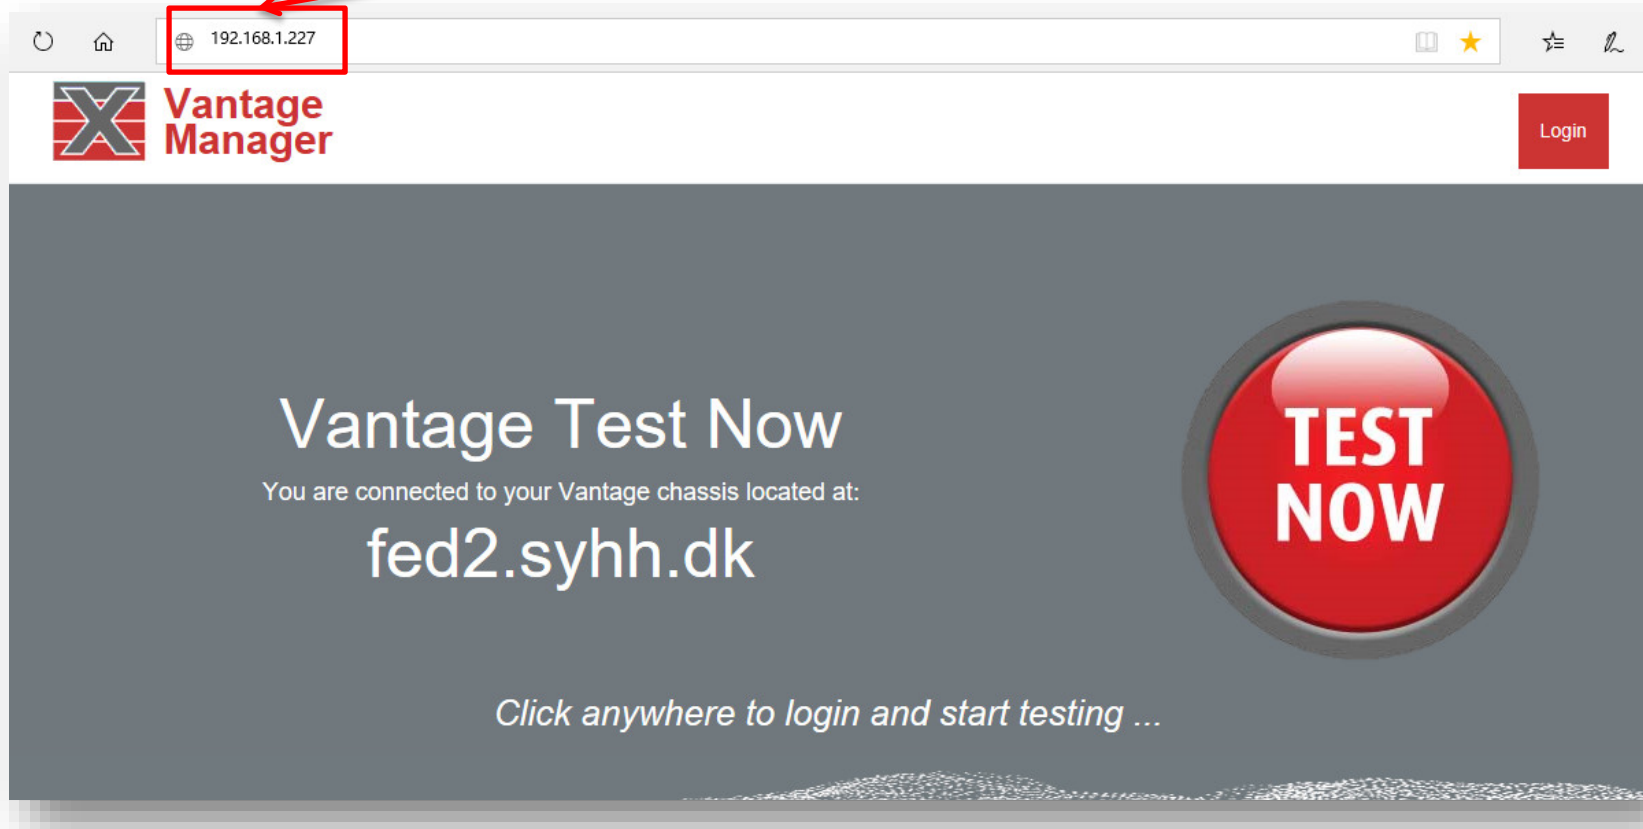 192.168.1.227
Vantage
Manager
Login
Vantage Test Now
You are connected to your Vantage chassis located at:
fed2.syhh.dk
TEST
NOW
Click anywhere to login and start testing ...